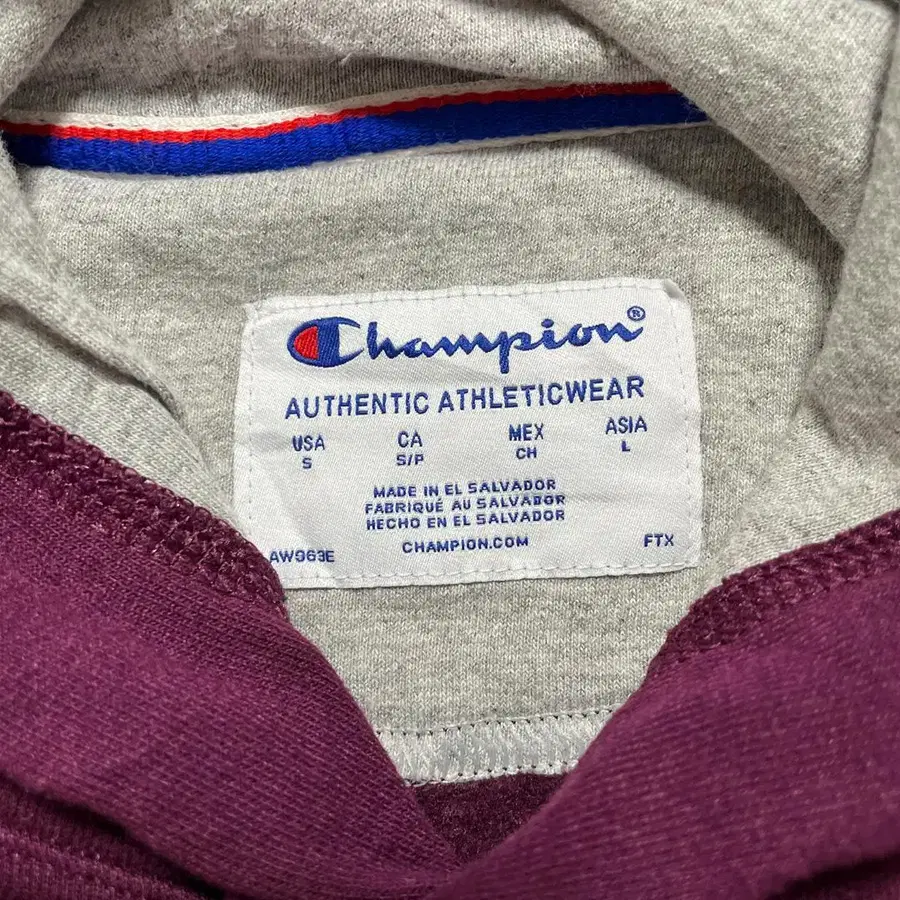 Champion®
AUTHENTIC ATHLETICWEAR
USA CA MEX ASIA
S S/P CH L
MADE IN EL SALVADOR
FABRIQUÉ AU SALVADOR
HECHO EN EL SALVADOR
AW963E CHAMPION.COM FTX